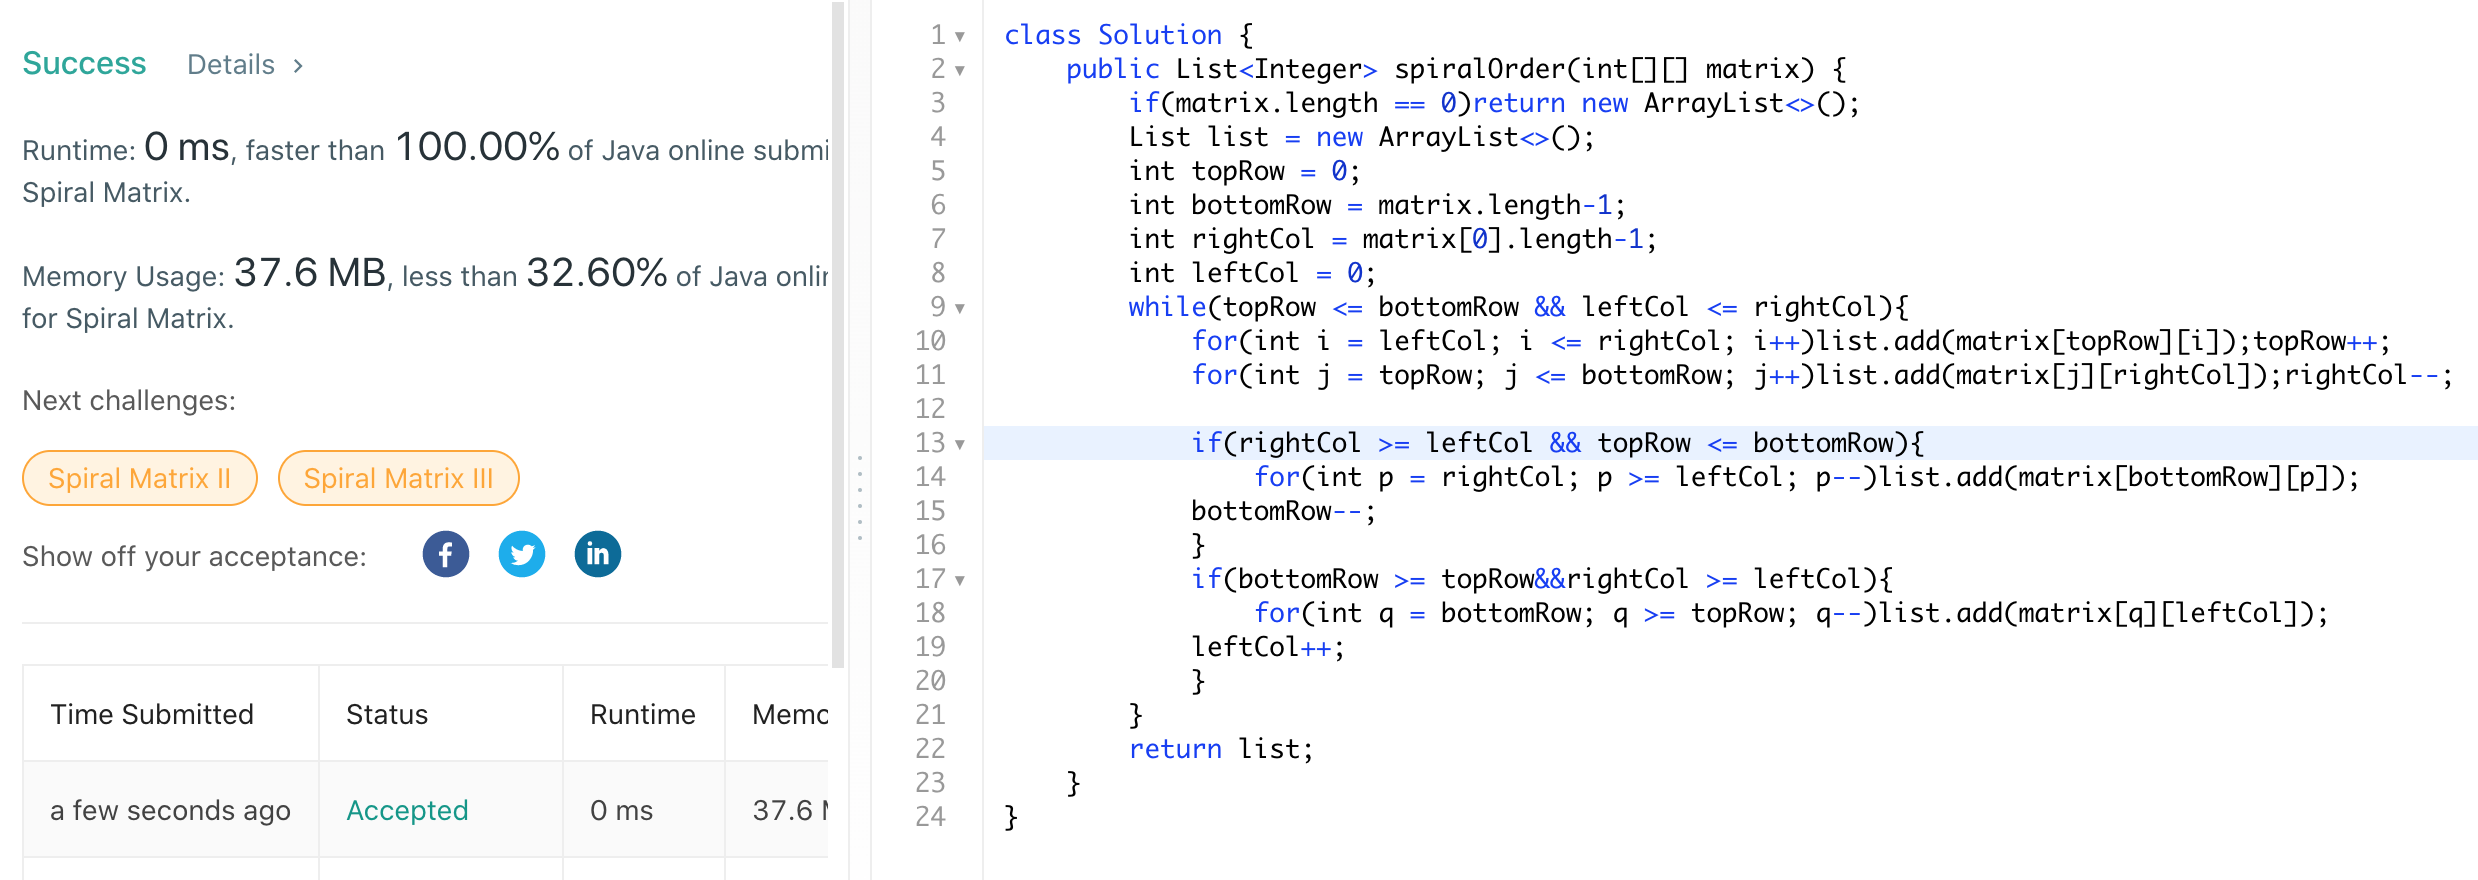 Success Details >
Runtime: 0 ms, faster than 100.00% of Java online submi
Spiral Matrix.
Memory Usage: 37.6 MB, less than 32.60% of Java onlin
for Spiral Matrix.
Next challenges:
Spiral Matrix II Spiral Matrix III
Show off your acceptance: f in
Time Submitted Status Runtime Memo
a few seconds ago Accepted 0 ms 37.6 M
1 class Solution {
2     public List<Integer> spiralOrder(int[][] matrix) {
3         if(matrix.length == 0)return new ArrayList<>();
4         List list = new ArrayList<>();
5         int topRow = 0;
6         int bottomRow = matrix.length-1;
7         int rightCol = matrix[0].length-1;
8         int leftCol = 0;
9         while(topRow <= bottomRow && leftCol <= rightCol){
10             for(int i = leftCol; i <= rightCol; i++)list.add(matrix[topRow][i]);topRow++;
11             for(int j = topRow; j <= bottomRow; j++)list.add(matrix[j][rightCol]);rightCol--;
12
13             if(rightCol >= leftCol && topRow <= bottomRow){
14                 for(int p = rightCol; p >= leftCol; p--)list.add(matrix[bottomRow][p]);
15             bottomRow--;
16             }
17             if(bottomRow >= topRow&&rightCol >= leftCol){
18                 for(int q = bottomRow; q >= topRow; q--)list.add(matrix[q][leftCol]);
19             leftCol++;
20             }
21         }
22         return list;
23     }
24 }